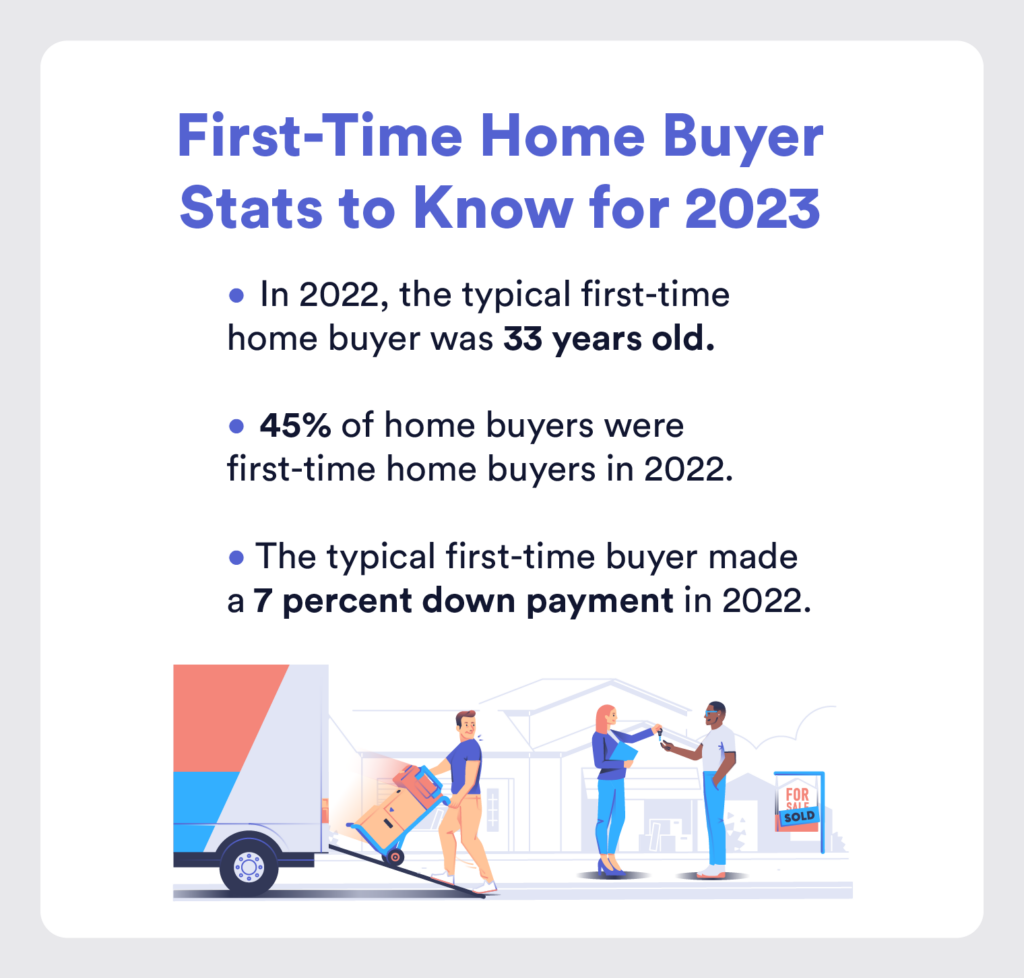 First-Time Home Buyer
Stats to Know for 2023
• In 2022, the typical first-time
home buyer was 33 years old.
• 45% of home buyers were
first-time home buyers in 2022.
• The typical first-time buyer made
a 7 percent down payment in 2022.
FOR
SALE
SOLD